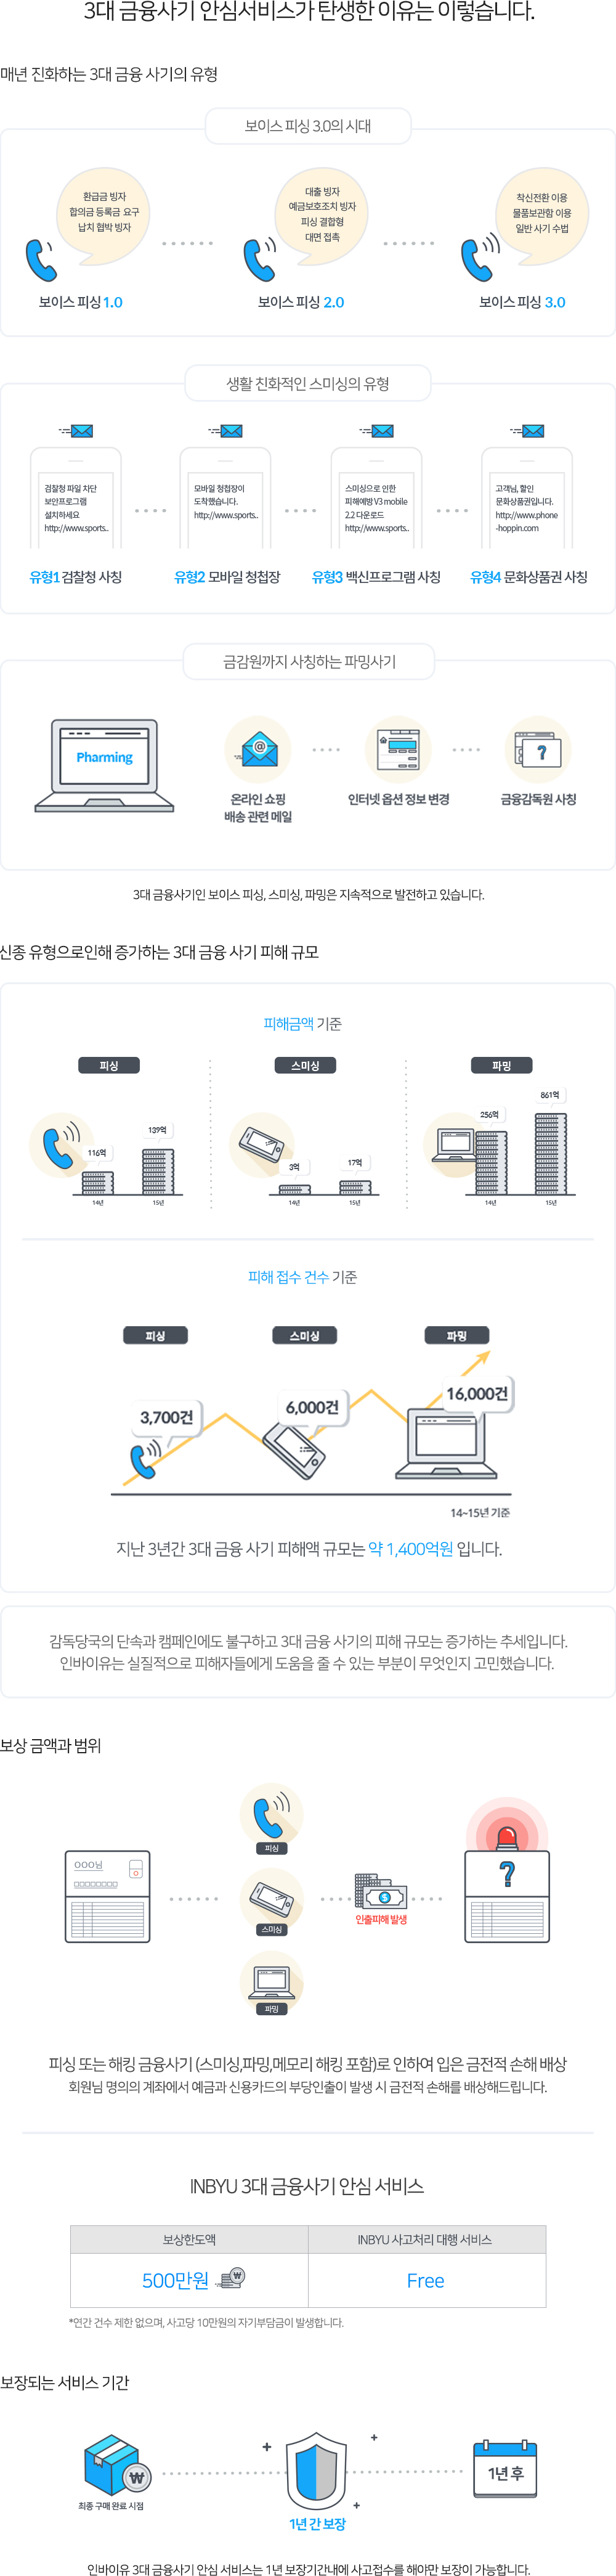 3대 금융사기 안심서비스가 탄생한 이유는 이렇습니다.
매년 진화하는 3대 금융 사기의 유형
보이스 피싱 3.0의 시대
환급금 빙자
합의금 등록금 요구
납치 협박 빙자
대출 빙자
예금보호조치 빙자
피싱 결합형
대면 접촉
착신전환 이용
물품보관함 이용
일반 사기 수법
보이스 피싱 1.0
보이스 피싱 2.0
보이스 피싱 3.0
생활 친화적인 스미싱의 유형
검찰청 파일 차단
보안프로그램
설치하세요
http://www.sports..
모바일 청첩장이
도착했습니다.
http://www.sports..
스미싱으로 인한
피해예방 V3 mobile
2.2 다운로드
http://www.sports..
고객님, 할인
문화상품권입니다.
http://www.phone
-hoppin.com
유형1 검찰청 사칭
유형2 모바일 청첩장
유형3 백신프로그램 사칭
유형4 문화상품권 사칭
금감원까지 사칭하는 파밍사기
Pharming
@
?
온라인 쇼핑
배송 관련 메일
인터넷 옵션 정보 변경
금융감독원 사칭
3대 금융사기인 보이스 피싱, 스미싱, 파밍은 지속적으로 발전하고 있습니다.
신종 유형으로인해 증가하는 3대 금융 사기 피해 규모
피해금액 기준
피싱
스미싱
파밍
116억
139억
14년
15년
3억
17억
14년
15년
256억
861억
14년
15년
피해 접수 건수 기준
피싱
스미싱
파밍
3,700건
6,000건
16,000건
14~15년 기준
지난 3년간 3대 금융 사기 피해액 규모는 약 1,400억원 입니다.
감독당국의 단속과 캠페인에도 불구하고 3대 금융 사기의 피해 규모는 증가하는 추세입니다.
인바이유는 실질적으로 피해자들에게 도움을 줄 수 있는 부분이 무엇인지 고민했습니다.
보상 금액과 범위
OOO님
피싱
스미싱
파밍
$
인출피해 발생
?
피싱 또는 해킹 금융사기 (스미싱,파밍,메모리 해킹 포함)로 인하여 입은 금전적 손해 배상
회원님 명의의 계좌에서 예금과 신용카드의 부당인출이 발생 시 금전적 손해를 배상해드립니다.
INBYU 3대 금융사기 안심 서비스
보상한도액
INBYU 사고처리 대행 서비스
500만원
₩
Free
*연간 건수 제한 없으며, 사고당 10만원의 자기부담금이 발생합니다.
보장되는 서비스 기간
₩
최종 구매 완료 시점
1년 간 보장
1년 후
인바이유 3대 금융사기 안심 서비스는 1년 보장기간내에 사고접수를 해야만 보장이 가능합니다.